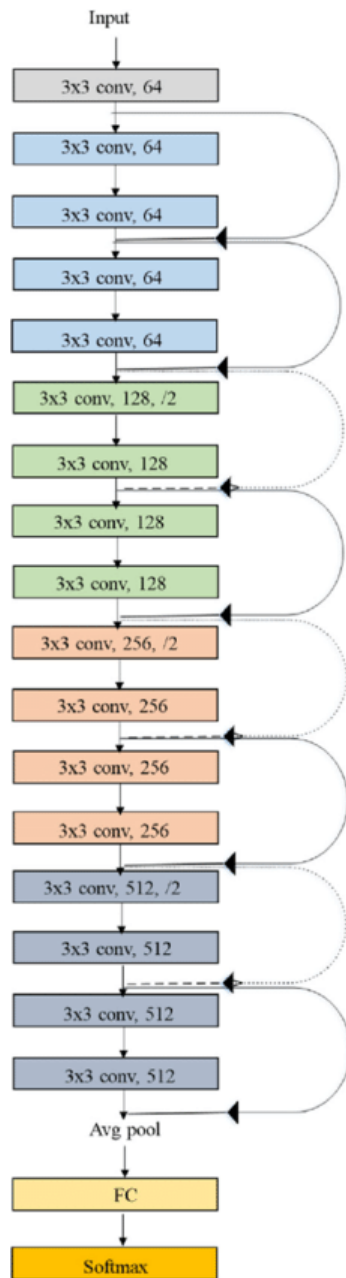 Input
3x3 conv, 64
3x3 conv, 64
3x3 conv, 64
3x3 conv, 64
3x3 conv, 64
3x3 conv, 128, /2
3x3 conv, 128
3x3 conv, 128
3x3 conv, 128
3x3 conv, 256, /2
3x3 conv, 256
3x3 conv, 256
3x3 conv, 256
3x3 conv, 512, /2
3x3 conv, 512
3x3 conv, 512
3x3 conv, 512
Avg pool
FC
Softmax